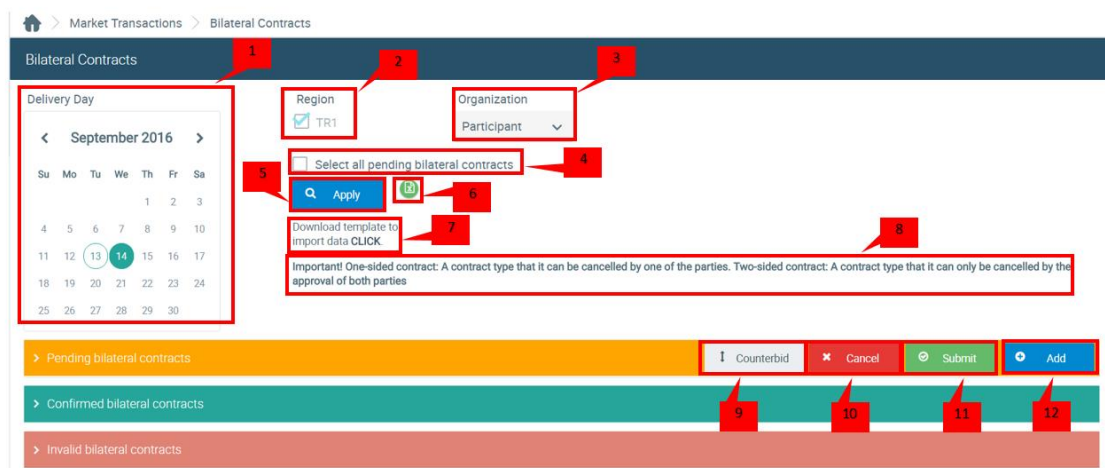 Market Transactions
Bilateral Contracts
Bilateral Contracts
1
2
3
Delivery Day
Region
Organization
TR1
Participant
September 2016
Su Mo Tu We Th Fr Sa
1 2 3
4 5 6 7 8 9 10
11 12 13 14 15 16 17
18 19 20 21 22 23 24
25 26 27 28 29 30
Select all pending bilateral contracts
4
5
Apply
6
Download template to
import data CLICK.
7
8
Important! One-sided contract: A contract type that it can be cancelled by one of the parties. Two-sided contract: A contract type that it can only be cancelled by the
approval of both parties
Pending bilateral contracts
Counterbid
Cancel
Submit
Add
Confirmed bilateral contracts
9
10
11
12
Invalid bilateral contracts